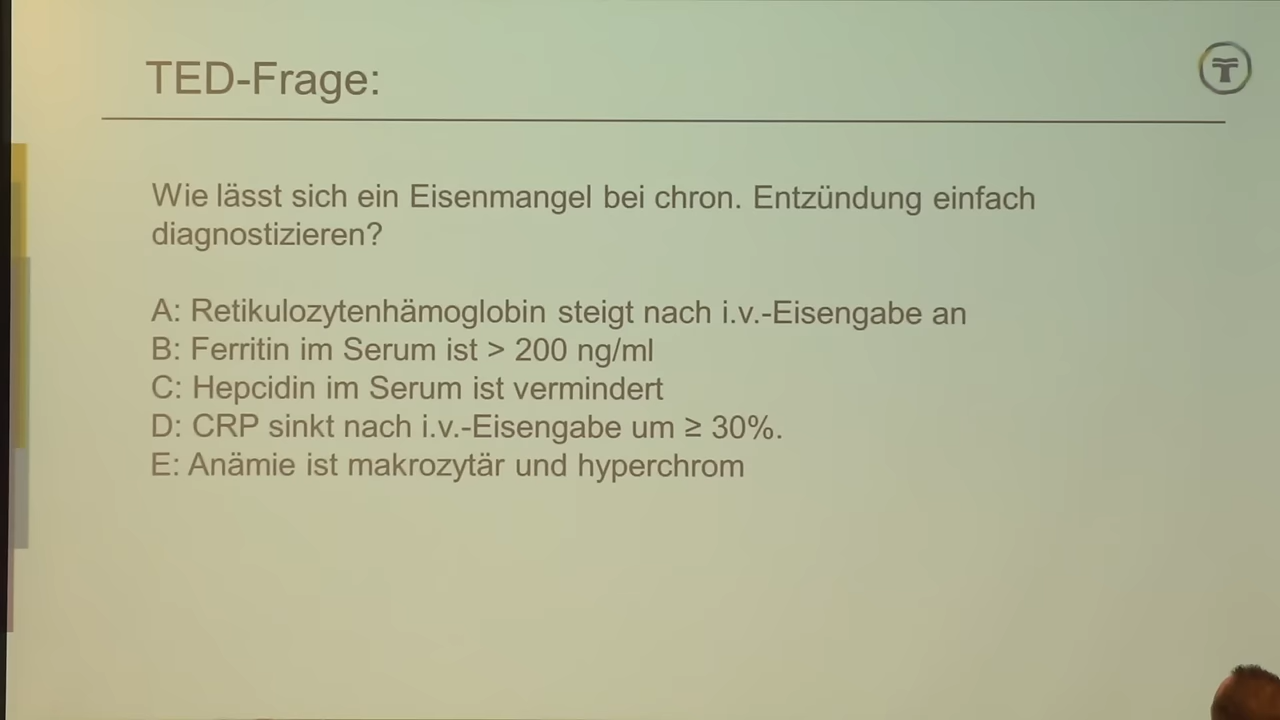 TED-Frage:
Wie lässt sich ein Eisenmangel bei chron. Entzündung einfach
diagnostizieren?
A: Retikulozytenhämoglobin steigt nach i.v.-Eisengabe an
B: Ferritin im Serum ist > 200 ng/ml
C: Hepcidin im Serum ist vermindert
D: CRP sinkt nach i.v.-Eisengabe um ≥ 30%.
E: Anämie ist makrozytär und hyperchrom